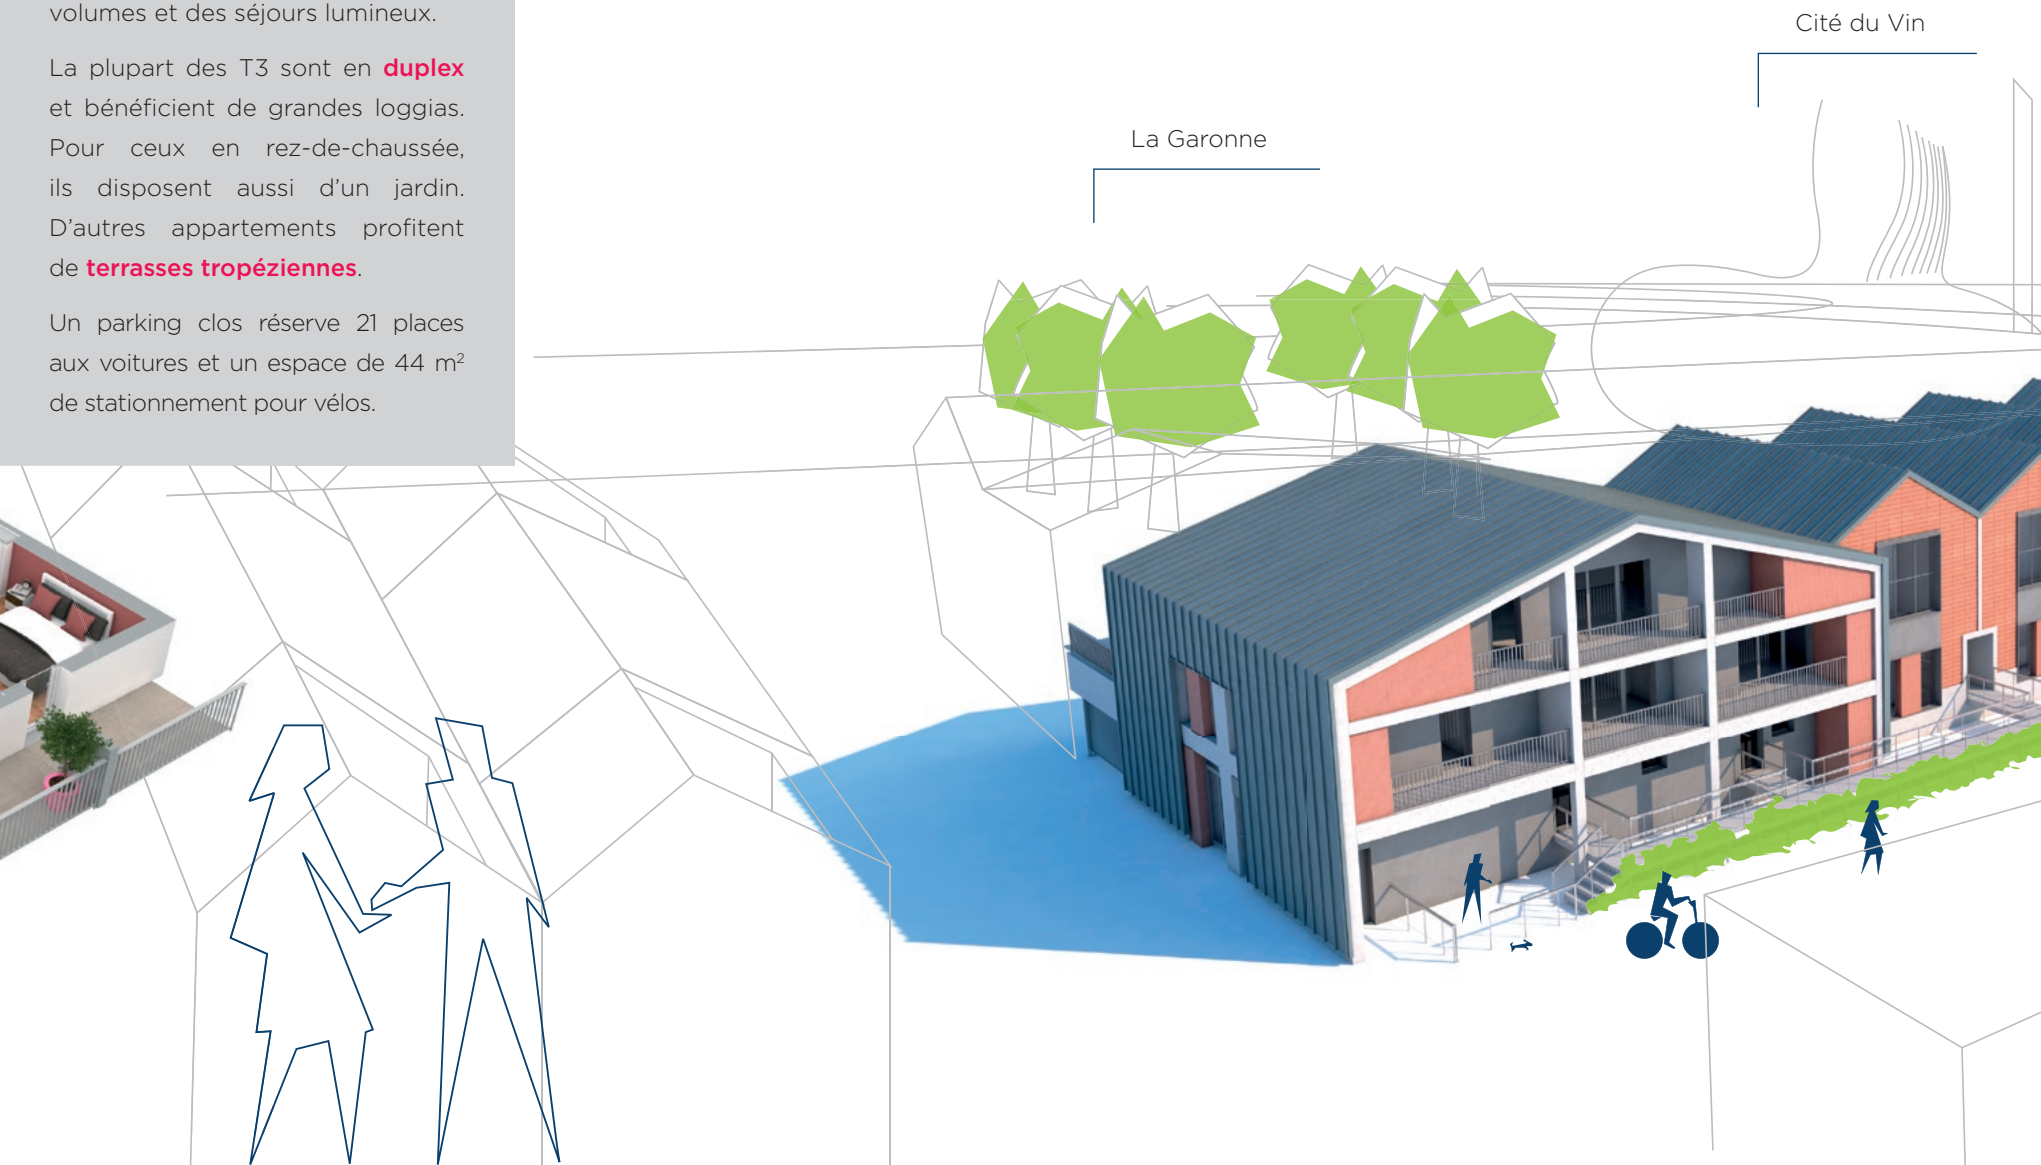 volumes et des séjours lumineux.
La plupart des T3 sont en duplex
et bénéficient de grandes loggias.
Pour ceux en rez-de-chaussée,
ils disposent aussi d'un jardin.
D'autres appartements profitent
de terrasses tropéziennes.
Un parking clos réserve 21 places
aux voitures et un espace de 44 m²
de stationnement pour vélos.
La Garonne
Cité du Vin